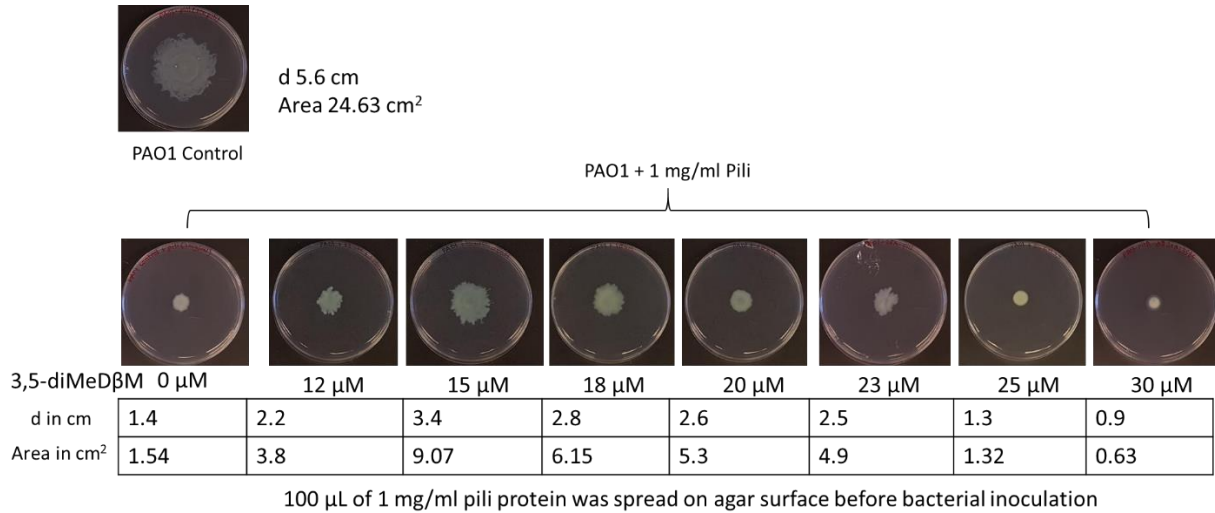 d 5.6 cm
Area 24.63 cm²
PAO1 Control
PAO1 + 1 mg/ml Pili
3,5-diMeDβM 0 μM 12 μM 15 μM 18 μM 20 μM 23 μM 25 μM 30 μM
d in cm 1.4 2.2 3.4 2.8 2.6 2.5 1.3 0.9
Area in cm² 1.54 3.8 9.07 6.15 5.3 4.9 1.32 0.63
100 μL of 1 mg/ml pili protein was spread on agar surface before bacterial inoculation